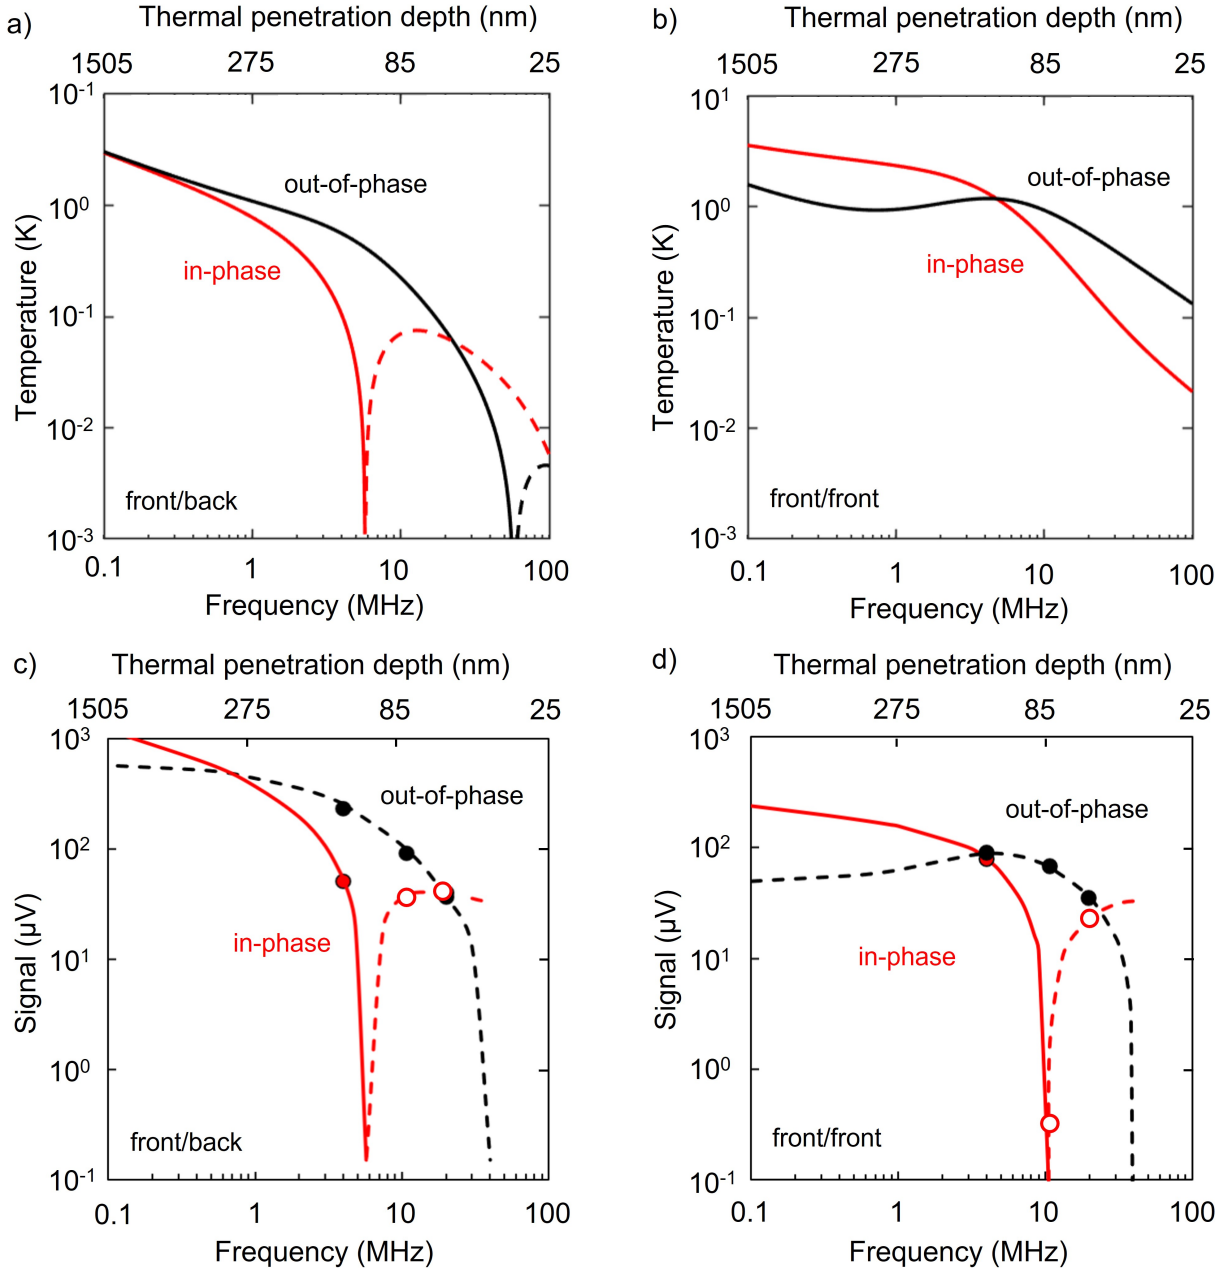 a)
Thermal penetration depth (nm)
1505 275 85 25
10⁻¹
10⁰
10⁻¹
10⁻²
10⁻³
Temperature (K)
out-of-phase
in-phase
front/back
0.1 1 10 100
Frequency (MHz)
b)
Thermal penetration depth (nm)
1505 275 85 25
10¹
10⁰
10⁻¹
10⁻²
10⁻³
Temperature (K)
out-of-phase
in-phase
front/front
0.1 1 10 100
Frequency (MHz)
c)
Thermal penetration depth (nm)
1505 275 85 25
10³
10²
10¹
10⁰
10⁻¹
Signal (µV)
out-of-phase
in-phase
front/back
0.1 1 10 100
Frequency (MHz)
d)
Thermal penetration depth (nm)
1505 275 85 25
10³
10²
10¹
10⁰
10⁻¹
Signal (µV)
out-of-phase
in-phase
front/front
0.1 1 10 100
Frequency (MHz)